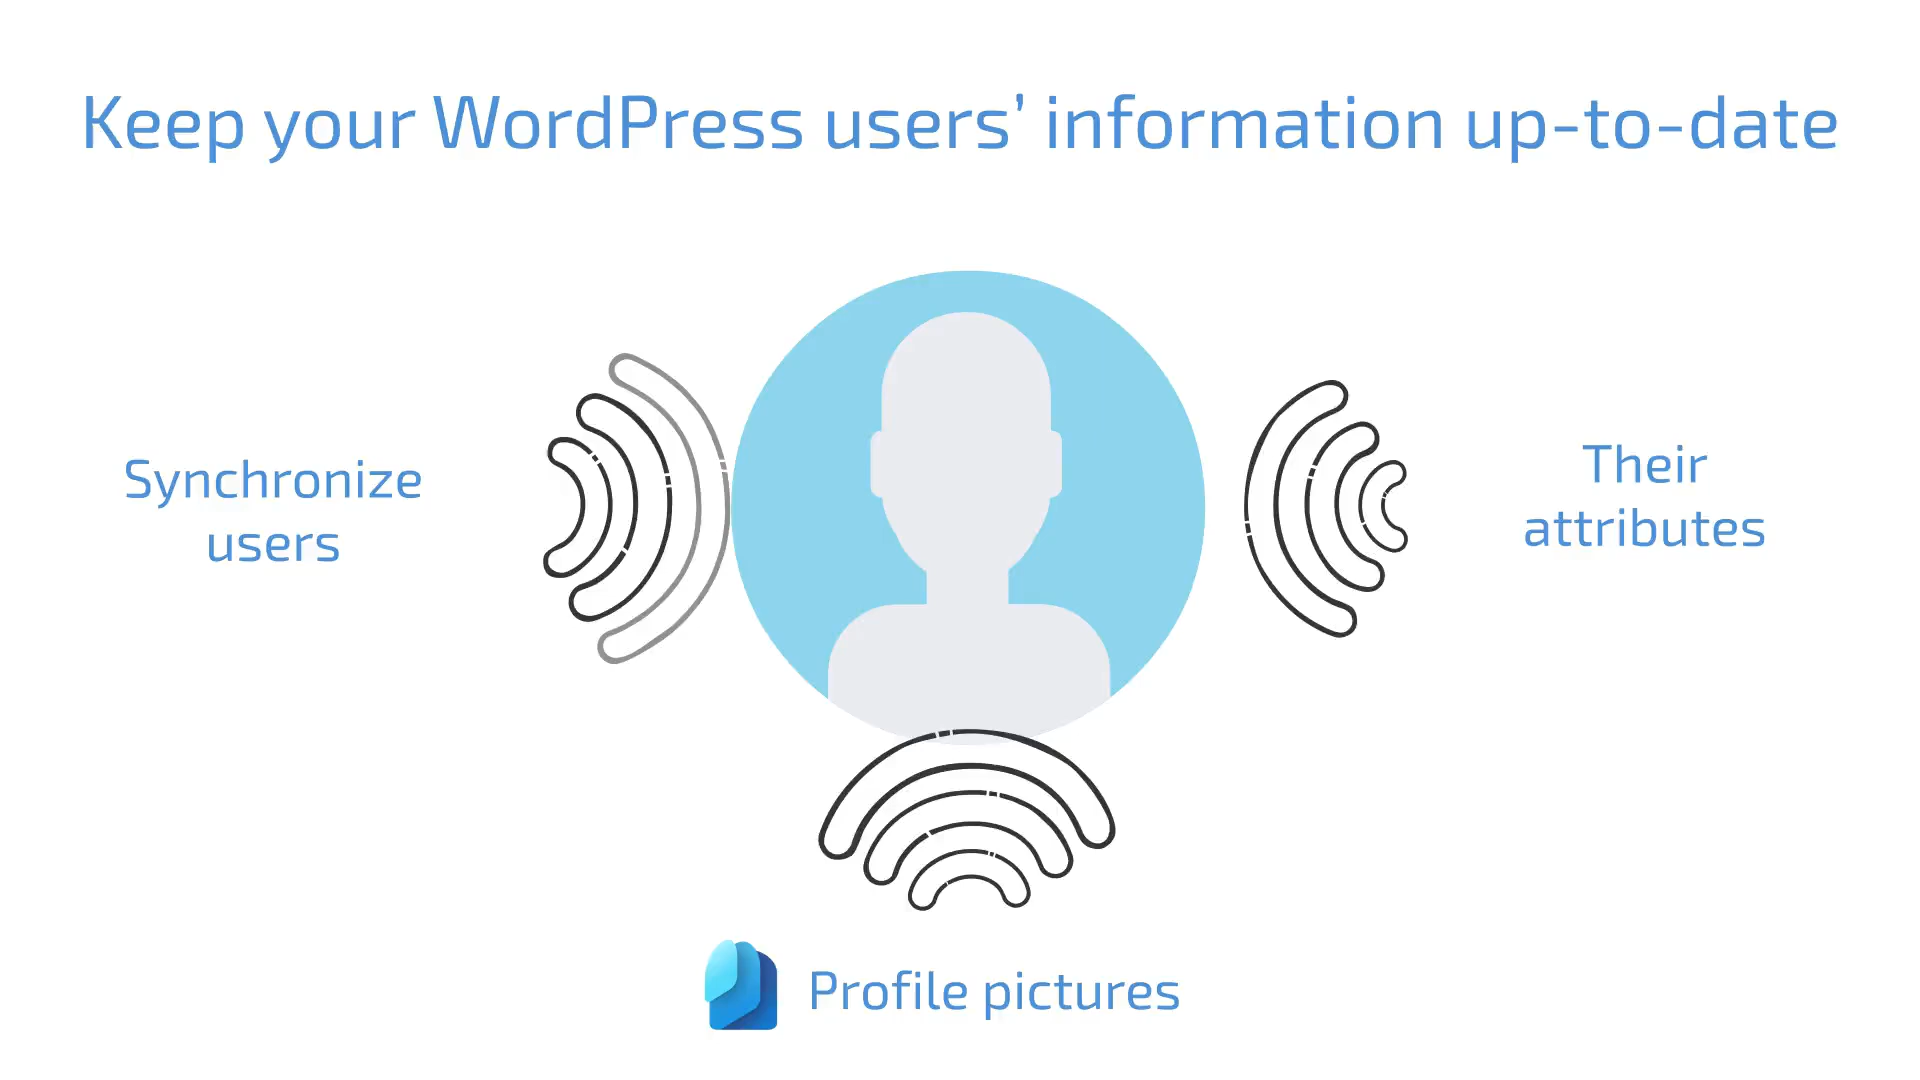 Keep your WordPress users’ information up-to-date
Synchronize
users
Their
attributes
Profile pictures